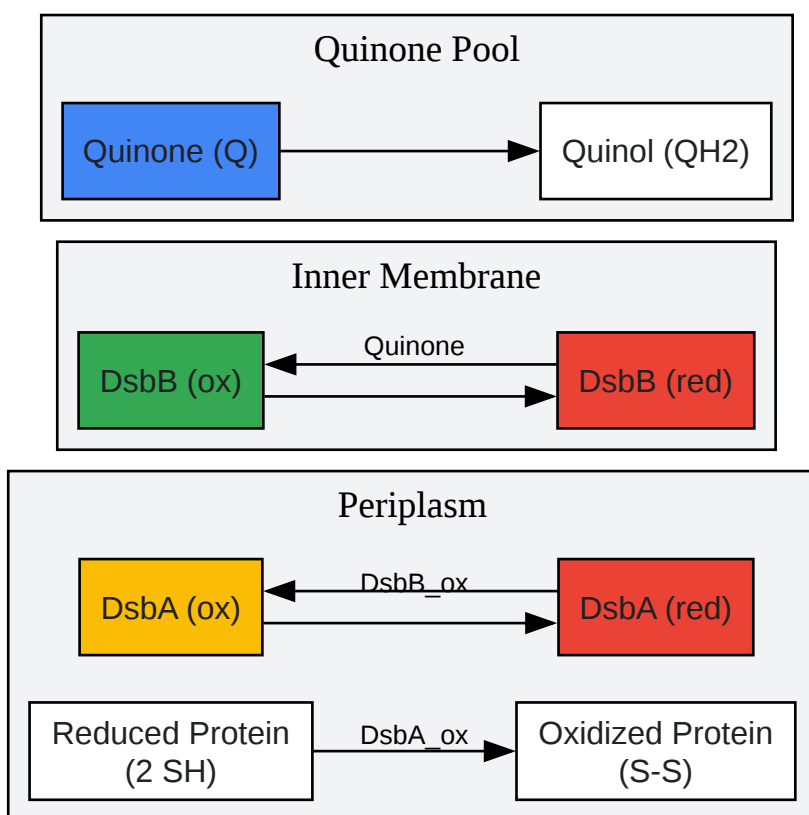 Quinone Pool
Quinone (Q)
Quinol (QH2)
Inner Membrane
Quinone
DsbB (ox)
DsbB (red)
Periplasm
DsbB_ox
DsbA (ox)
DsbA (red)
Reduced Protein
(2 SH)
DsbA_ox
Oxidized Protein
(S-S)